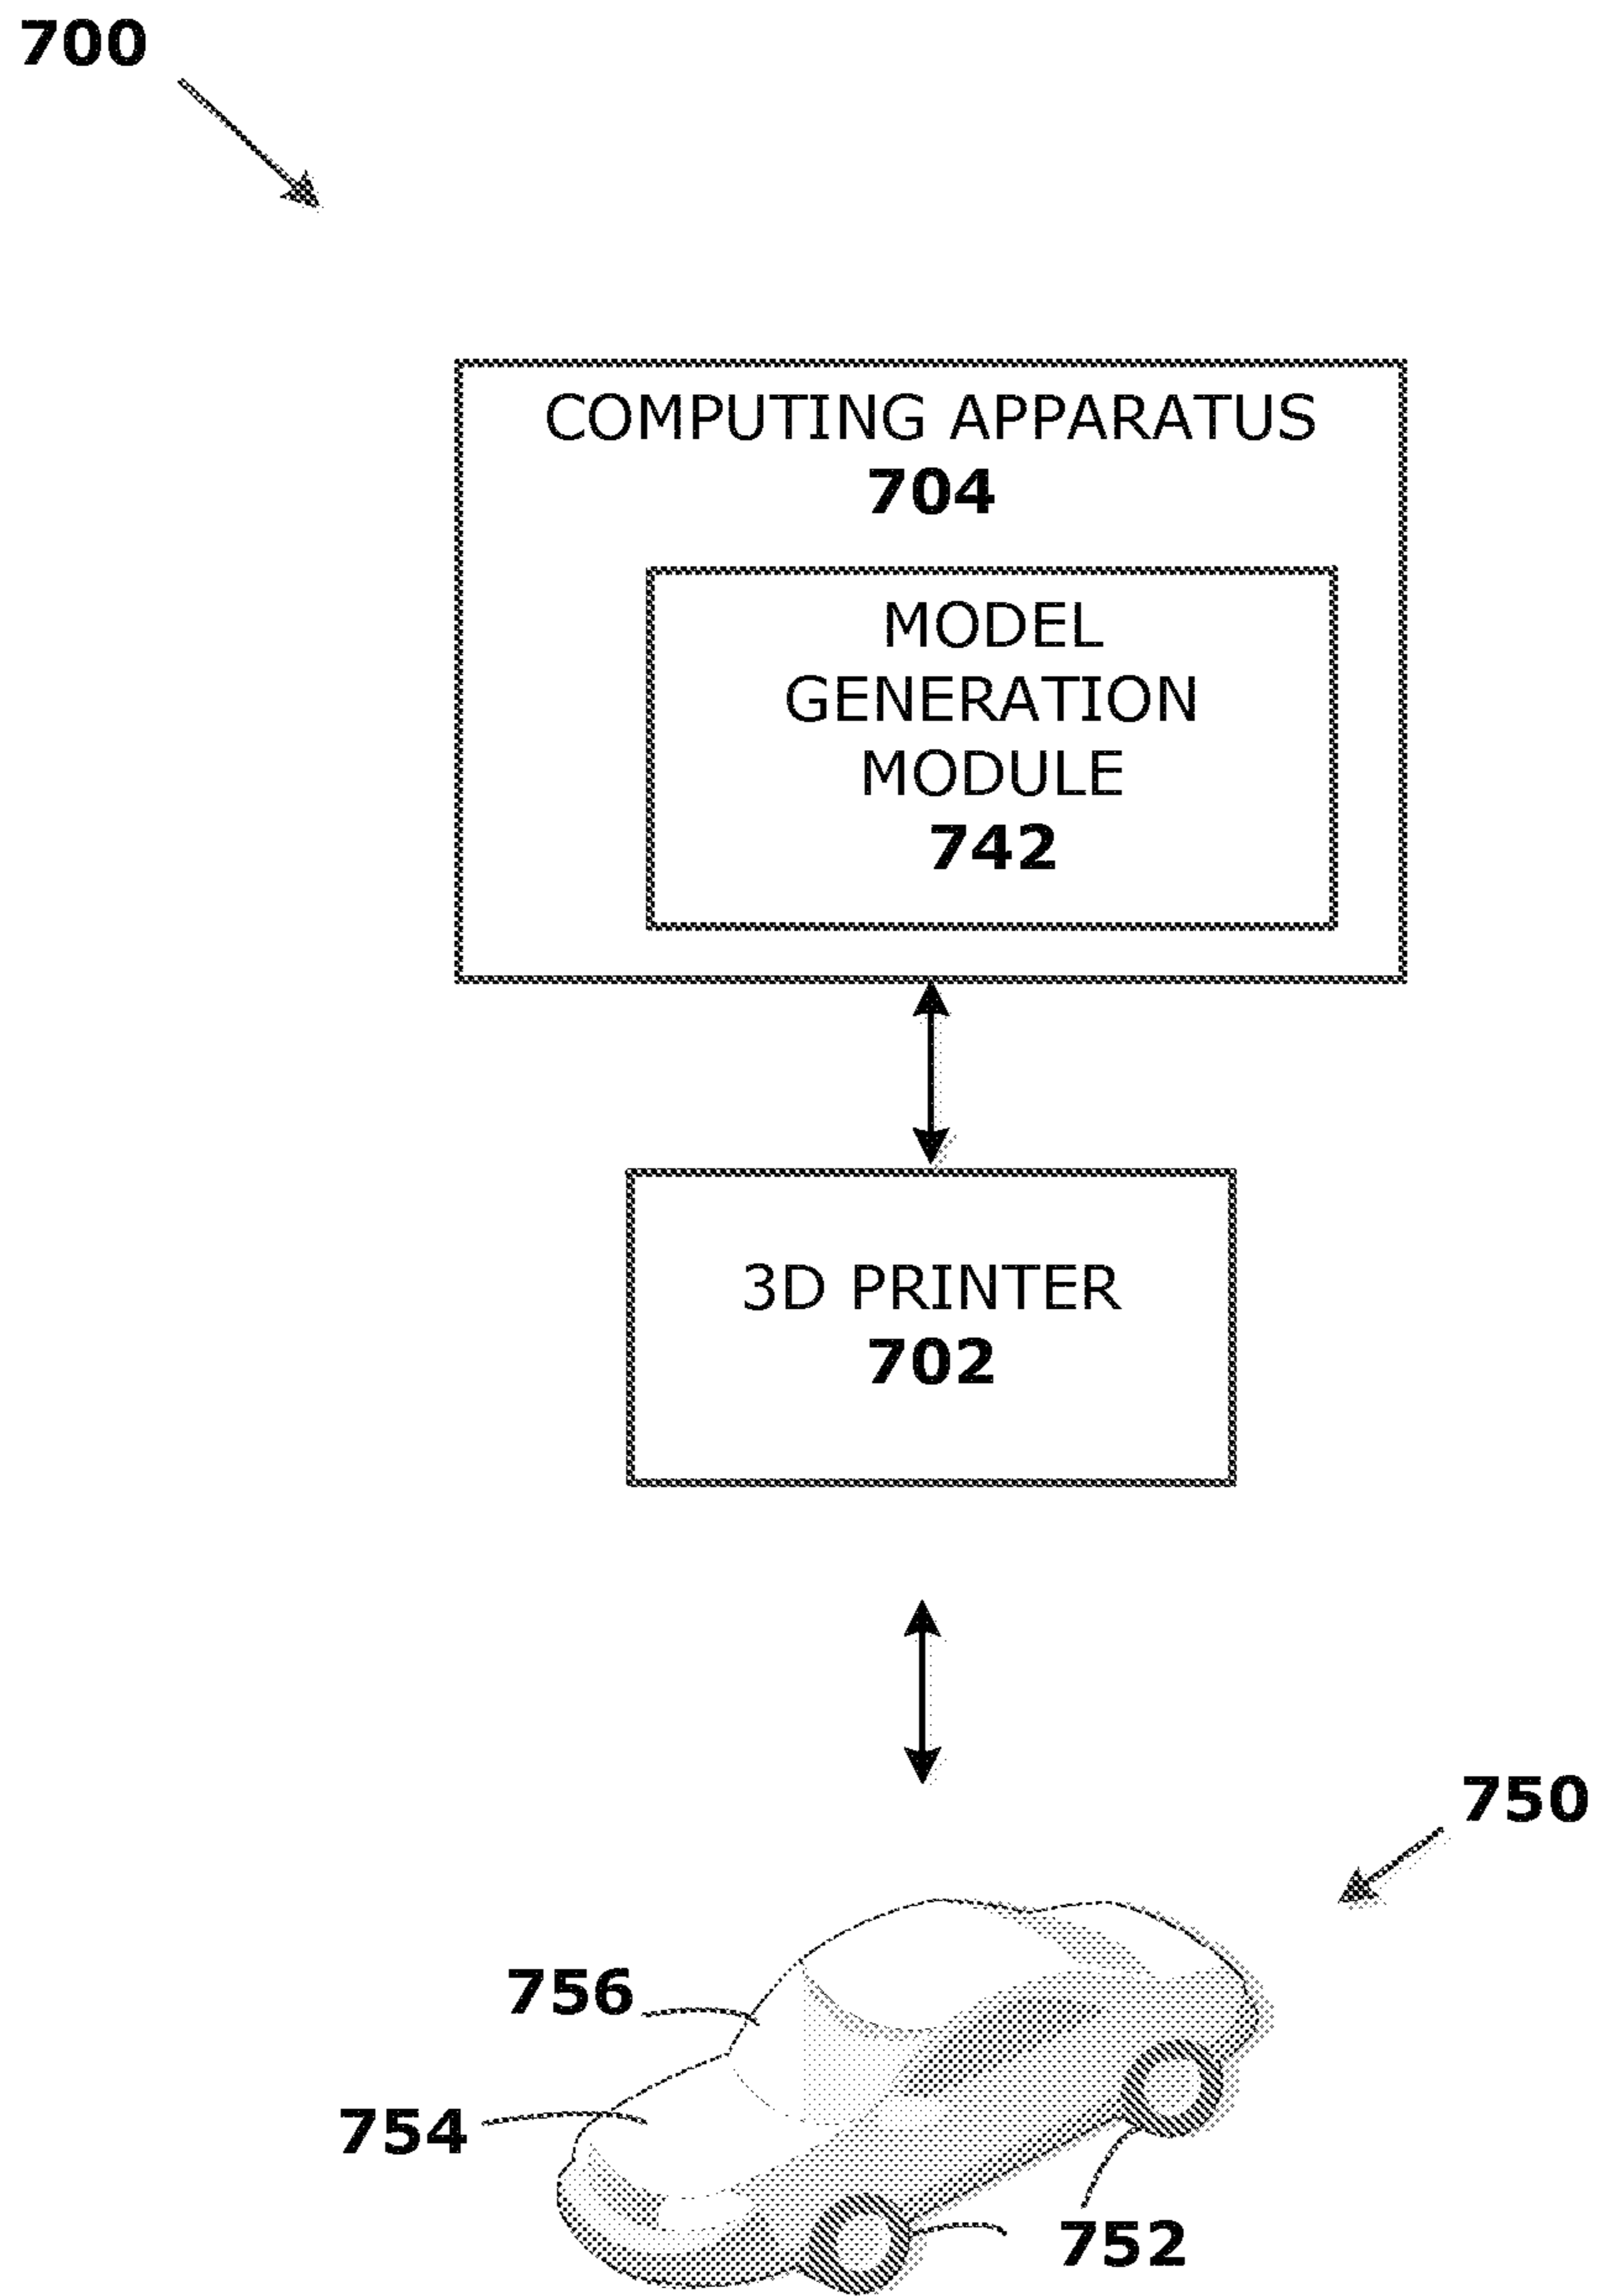 700
COMPUTING APPARATUS
704
MODEL
GENERATION
MODULE
742
3D PRINTER
702
750
756
754
752